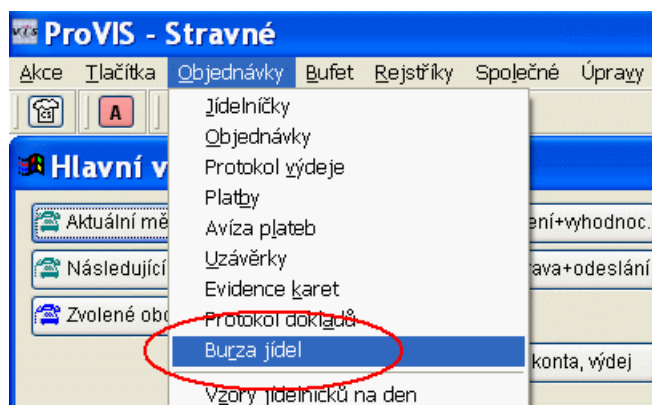 vis ProVIS - Stravné
Akce Tlačítka Objednávky Bufet Rejstříky Společné Úpravy
A
Jídelníčky
Objednávky
Protokol výdeje
Platby
Avíza plateb
Uzávěrky
Evidence karet
Protokol dokladů
Burza jídel
Vzory jídelníčků na den
Hlavní v
Aktuální mě
Následující
Zvolené obo
ení+vyhodnoc.
ava+odeslání
konta, výdej